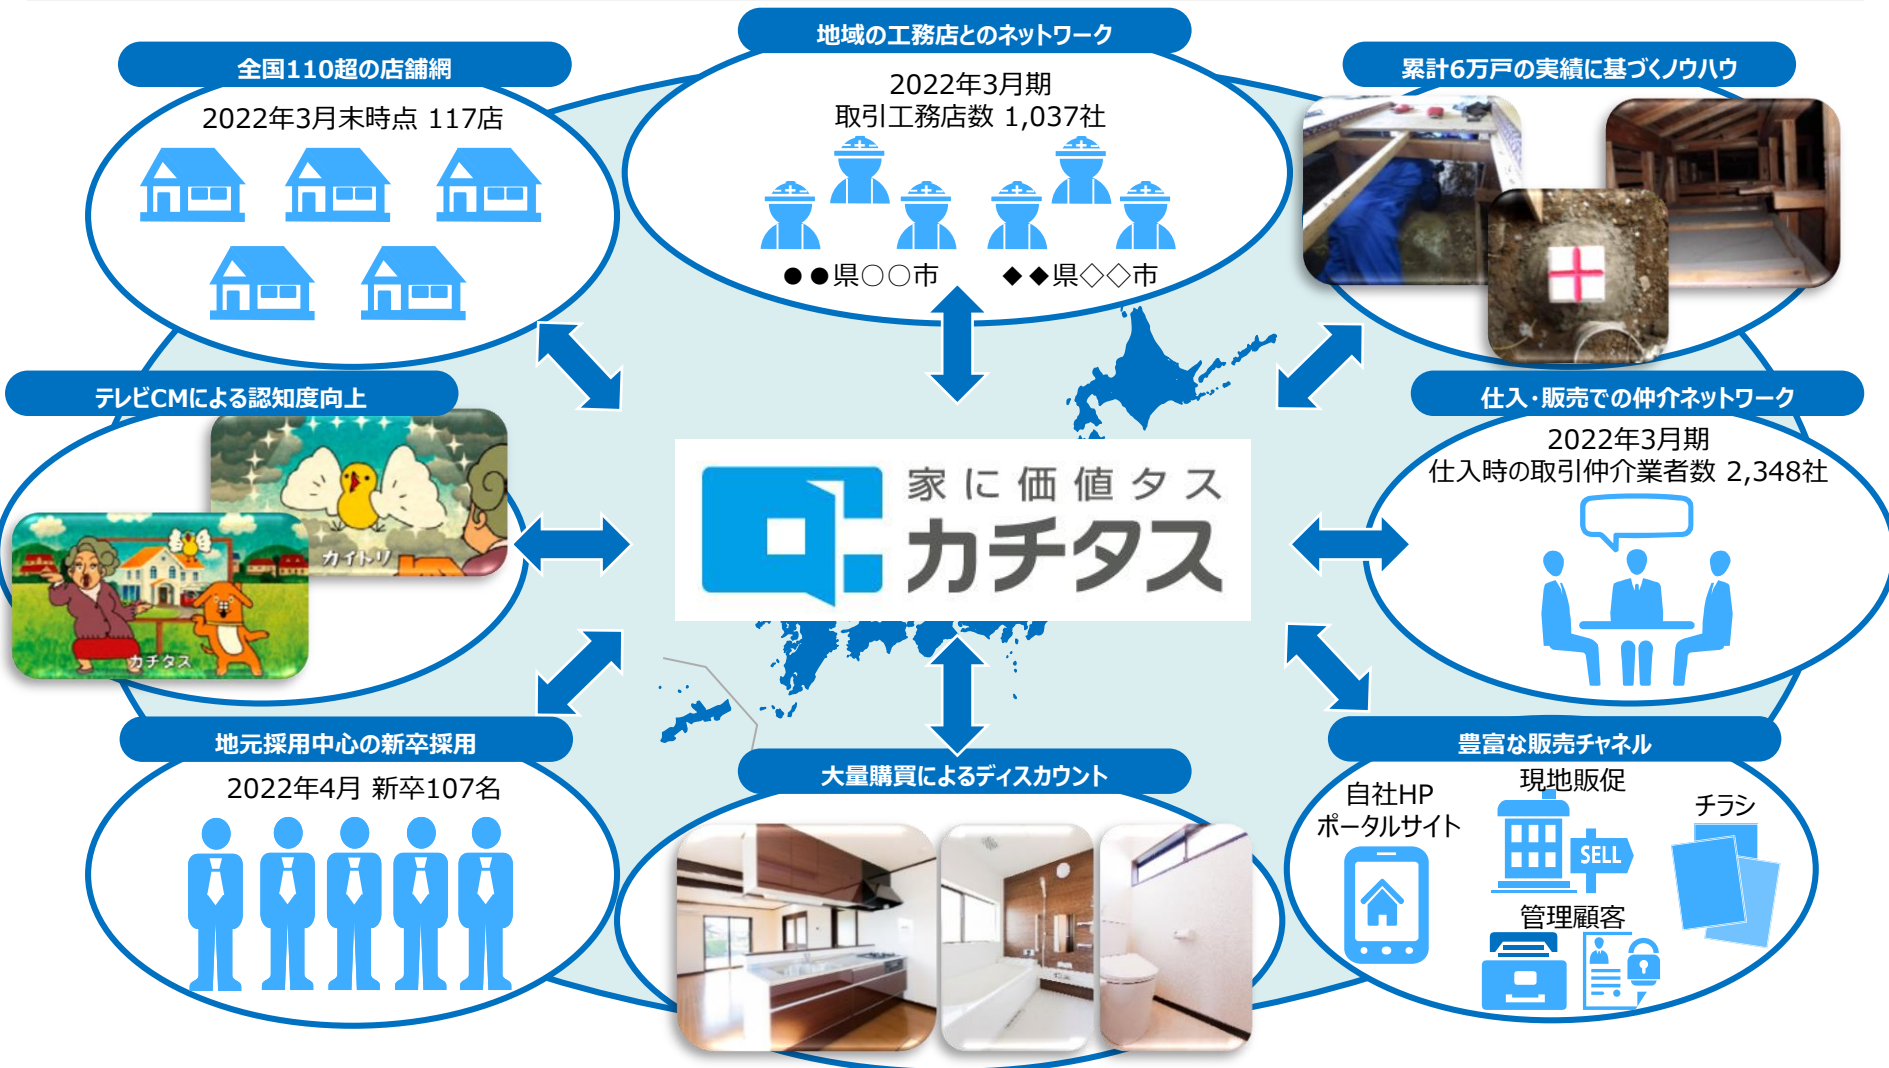 地域の工務店とのネットワーク
2022年3月期
取引工務店数 1,037社
●●県○○市
◆◆県◇◇市
全国110超の店舗網
2022年3月末時点 117店
累計6万戸の実績に基づくノウハウ
テレビCMによる認知度向上
カイトリ
カチタス
家に価値タス
カチタス
仕入・販売での仲介ネットワーク
2022年3月期
仕入時の取引仲介業者数 2,348社
地元採用中心の新卒採用
2022年4月 新卒107名
大量購買によるディスカウント
豊富な販売チャネル
自社HP
ポータルサイト
現地販促
SELL
チラシ
管理顧客